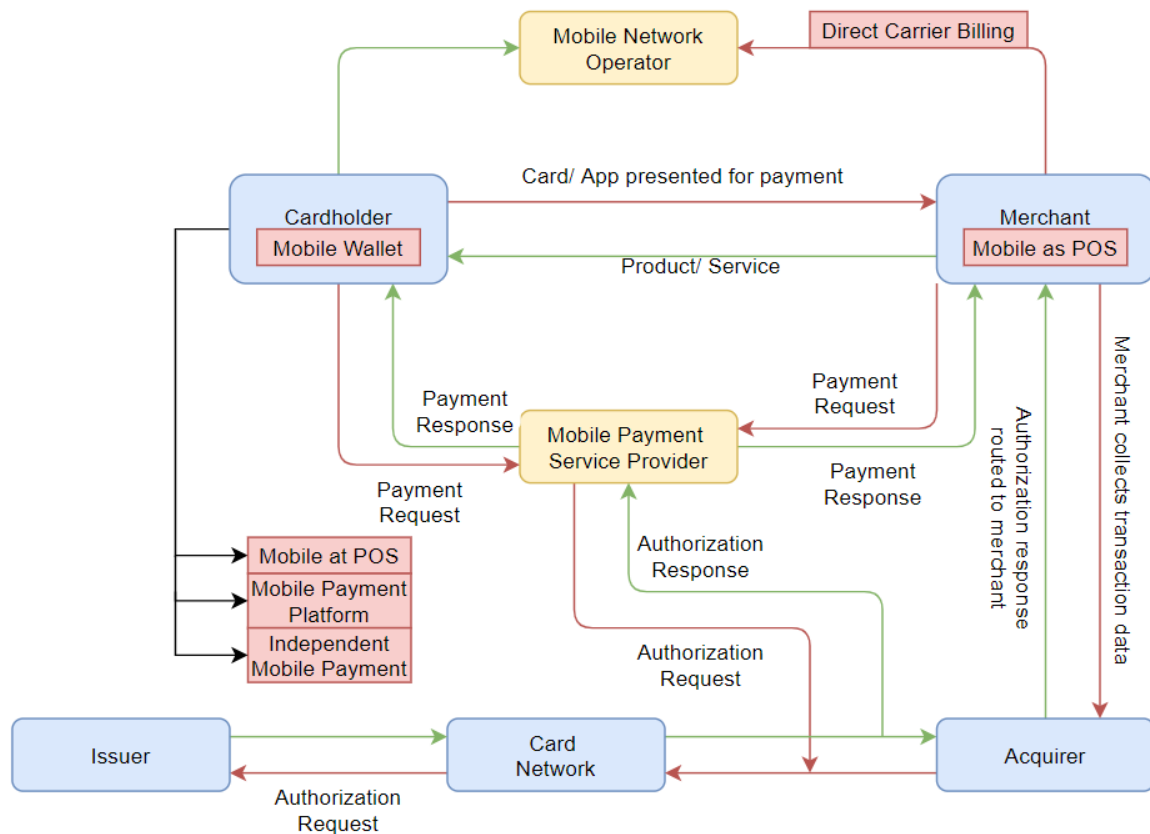 Direct Carrier Billing
Mobile Network
Operator
Card/ App presented for payment
Cardholder
Mobile Wallet
Merchant
Mobile as POS
Product/ Service
Payment
Response
Payment
Request
Mobile Payment
Service Provider
Payment
Request
Payment
Response
Authorization response
routed to merchant
Merchant collects transaction data
Mobile at POS
Mobile Payment
Platform
Independent
Mobile Payment
Authorization
Response
Authorization
Request
Issuer
Card
Network
Acquirer
Authorization
Request